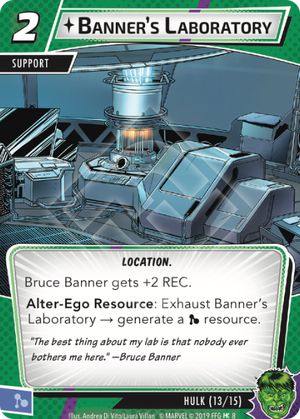 2
BANNER'S LABORATORY
SUPPORT
LOCATION.
Bruce Banner gets +2 REC.
Alter-Ego Resource: Exhaust Banner's
Laboratory → generate a resource.
"The best thing about my lab is that nobody ever
bothers me here." —Bruce Banner
HULK (13/15)
Illus. Andrea Di Vito/Laura Villari © MARVEL © 2019 FFG HK 8